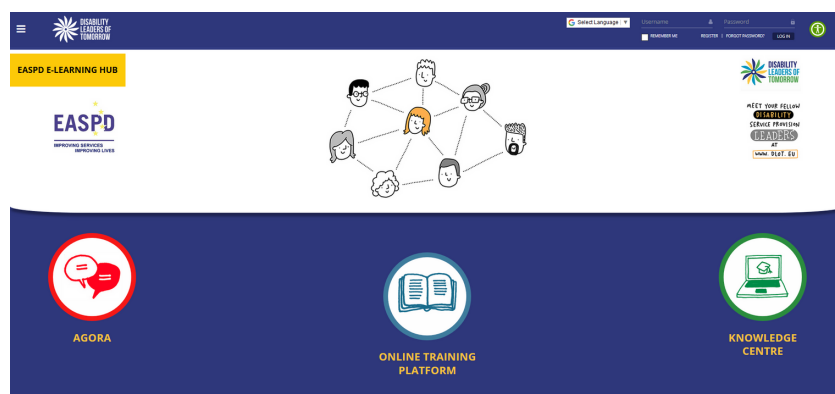 DISABILITY
LEADERS OF
TOMORROW
Select Language ▼
Username
Password
REMEMBER ME
REGISTER | FORGOT PASSWORD?
LOG IN
EASPD E-LEARNING HUB
EASPD
IMPROVING SERVICES
IMPROVING LIVES
DISABILITY
LEADERS OF
TOMORROW
MEET YOUR FELLOW
DISABILITY
SERVICE PROVISION
LEADERS
AT
WWW. DLOT. EU
AGORA
ONLINE TRAINING
PLATFORM
KNOWLEDGE
CENTRE